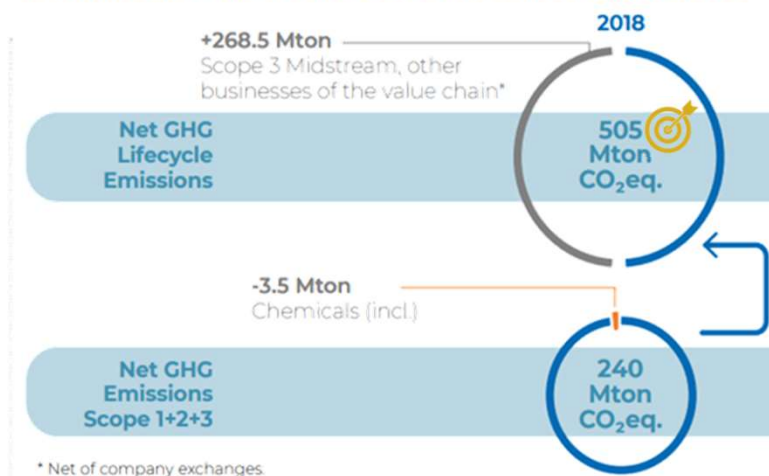 2018
+268.5 Mton
Scope 3 Midstream, other
businesses of the value chain*
Net GHG
Lifecycle
Emissions
505
Mton
CO₂eq.
-3.5 Mton
Chemicals (incl.)
Net GHG
Emissions
Scope 1+2+3
240
Mton
CO₂eq.
* Net of company exchanges.